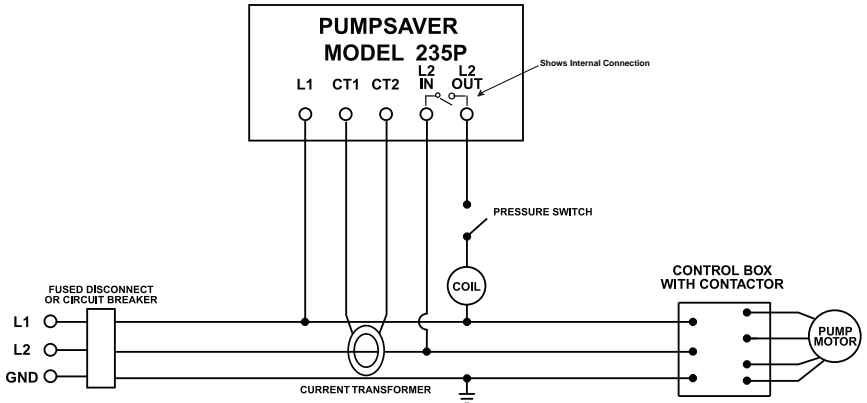 PUMPSAVER
MODEL 235P
L1 CT1 CT2 L2 IN L2 OUT
Shows Internal Connection
PRESSURE SWITCH
COIL
FUSED DISCONNECT
OR CIRCUIT BREAKER
CONTROL BOX
WITH CONTACTOR
L1
L2
GND
PUMP
MOTOR
CURRENT TRANSFORMER